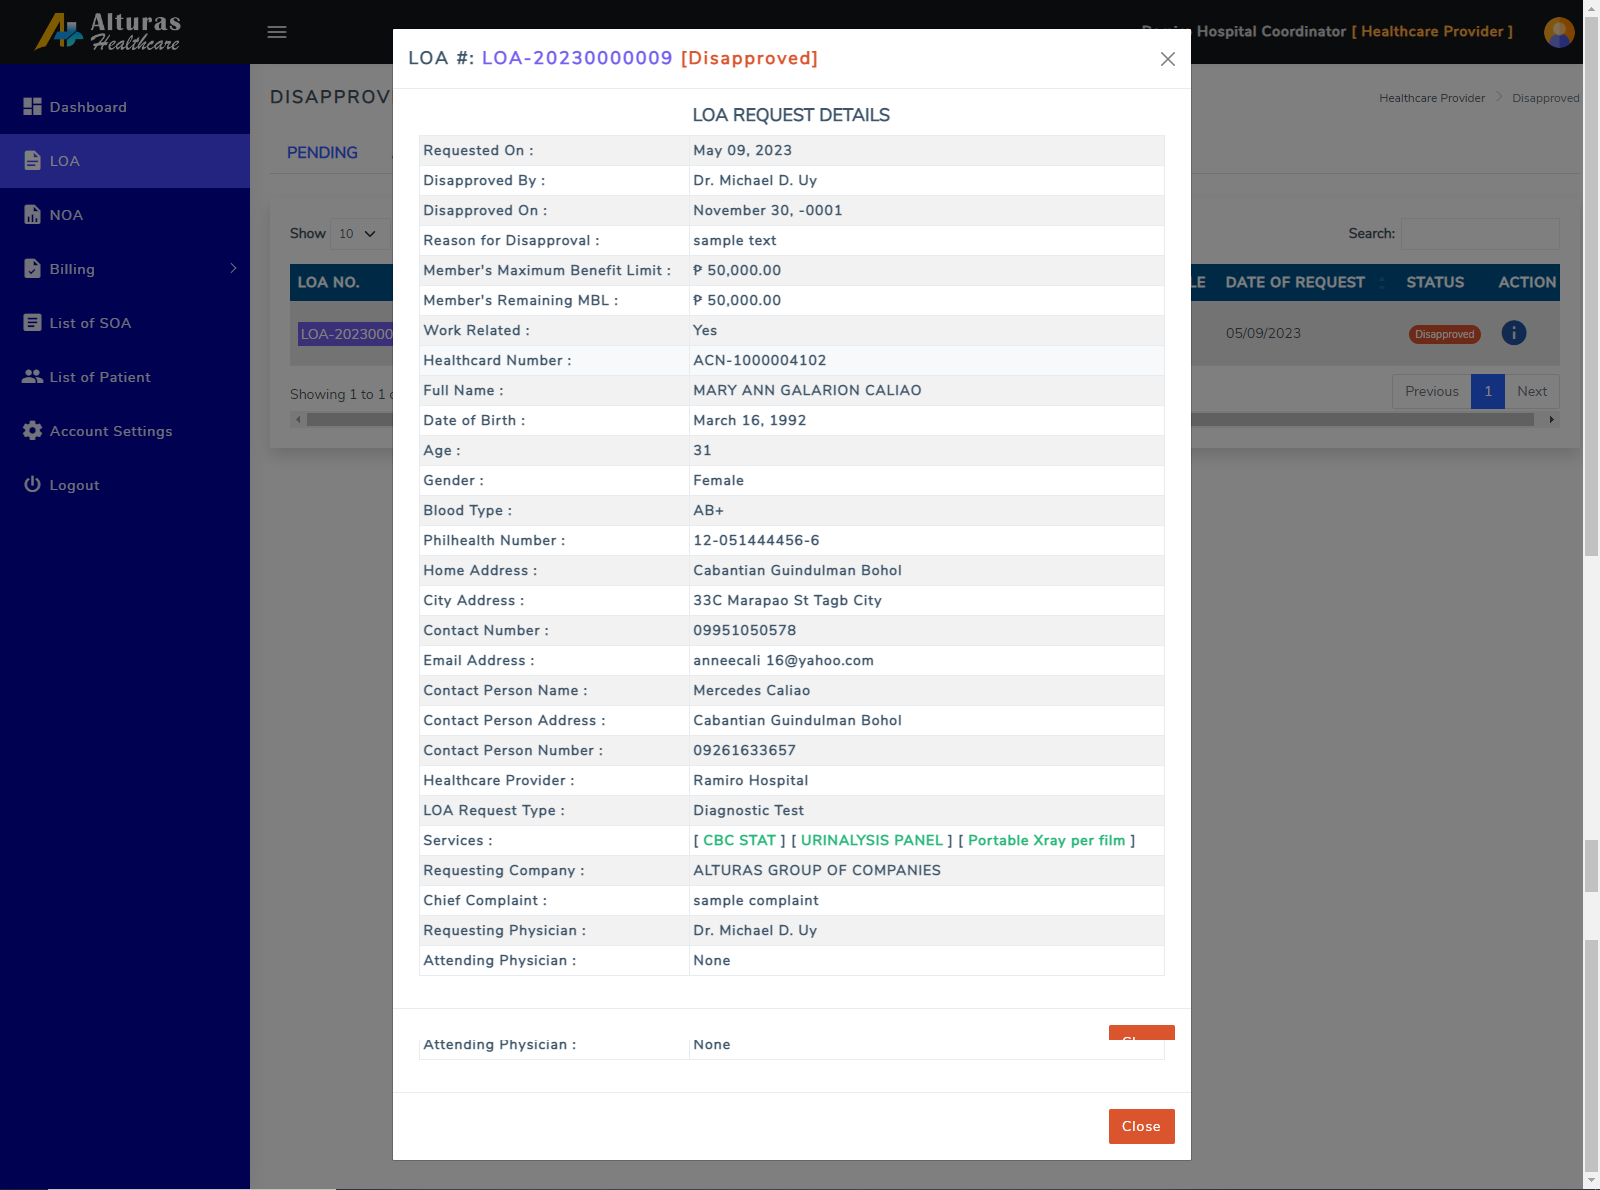 Alturas
Healthcare
Hospital Coordinator [ Healthcare Provider ]
Dashboard
LOA
NOA
Billing
List of SOA
List of Patient
Account Settings
Logout
Healthcare Provider
Disapproved
PENDING
Show 10
Search:
LOA NO.
DATE OF REQUEST
STATUS
ACTION
05/09/2023
Disapproved
Showing 1 to 1
Previous
1
Next
LOA #: LOA-20230000009 [Disapproved]
LOA REQUEST DETAILS
Requested On : May 09, 2023
Disapproved By : Dr. Michael D. Uy
Disapproved On : November 30, -0001
Reason for Disapproval : sample text
Member's Maximum Benefit Limit : ₱ 50,000.00
Member's Remaining MBL : ₱ 50,000.00
Work Related : Yes
Healthcard Number : ACN-1000004102
Full Name : MARY ANN GALARION CALIAO
Date of Birth : March 16, 1992
Age : 31
Gender : Female
Blood Type : AB+
Philhealth Number : 12-051444456-6
Home Address : Cabantian Guindulman Bohol
City Address : 33C Marapao St Tagb City
Contact Number : 09951050578
Email Address : anneecali 16@yahoo.com
Contact Person Name : Mercedes Caliao
Contact Person Address : Cabantian Guindulman Bohol
Contact Person Number : 09261633657
Healthcare Provider : Ramiro Hospital
LOA Request Type : Diagnostic Test
Services : [ CBC STAT ] [ URINALYSIS PANEL ] [ Portable Xray per film ]
Requesting Company : ALTURAS GROUP OF COMPANIES
Chief Complaint : sample complaint
Requesting Physician : Dr. Michael D. Uy
Attending Physician : None
Attending Physician : None
Close